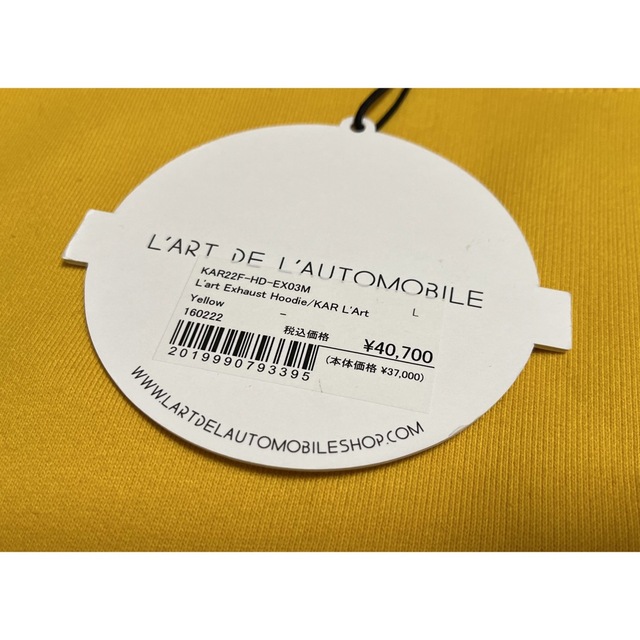 L'ART DE L'AUTOMOBILE
KAR22F-HD-EX03M
L'art Exhaust Hoodie/KAR L'Art L
Yellow -
160222
税込価格 ¥40,700
(本体価格 ¥37,000)
2019990793395
WWW.LARTDELAUTOMOBILESHOP.COM